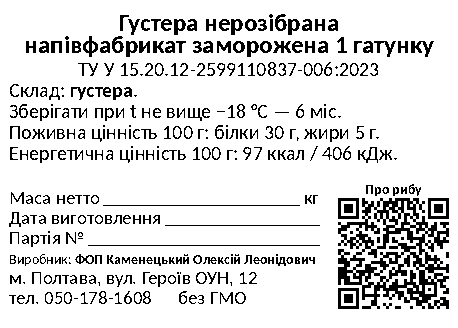 Густера нерозібрана
напівфабрикат заморожена 1 гатунку
ТУ У 15.20.12-2599110837-006:2023
Склад: густера.
Зберігати при t не вище −18 °С — 6 міс.
Поживна цінність 100 г: білки 30 г, жири 5 г.
Енергетична цінність 100 г: 97 ккал / 406 кДж.
Маса нетто ____________________ кг
Дата виготовлення ________________
Партія № ________________________
Про рибу
Виробник: ФОП Каменецький Олексій Леонідович
м. Полтава, вул. Героїв ОУН, 12
тел. 050-178-1608 без ГМО